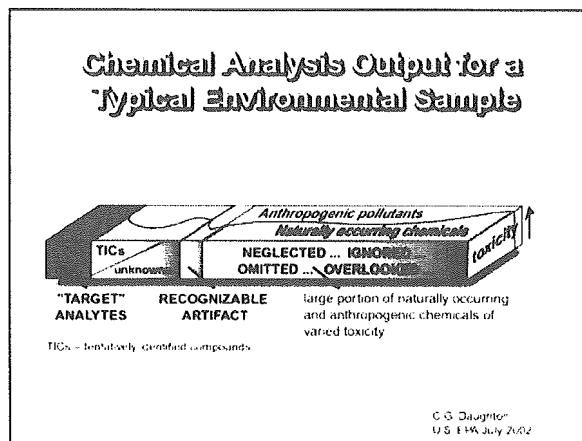 Chemical Analysis Output for a
Typical Environmental Sample
Anthropogenic pollutants
Naturally occurring chemicals
TICs
unknowns
NEGLECTED ... IGNORED
OMITTED ... OVERLOOKED
toxicity
"TARGET"
ANALYTES
RECOGNIZABLE
ARTIFACT
large portion of naturally occurring
and anthropogenic chemicals of
varied toxicity
TICs = tentatively identified compounds
C.G. Daughton
U.S. EPA July 2002